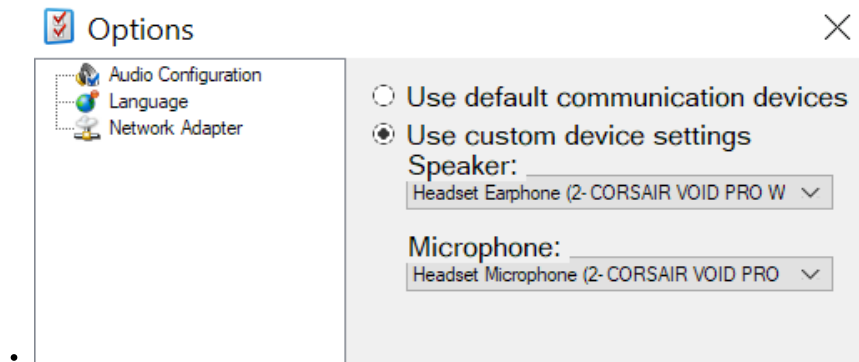 Options
Audio Configuration
Language
Network Adapter
Use default communication devices
Use custom device settings
Speaker:
Headset Earphone (2- CORSAIR VOID PRO W
Microphone:
Headset Microphone (2- CORSAIR VOID PRO